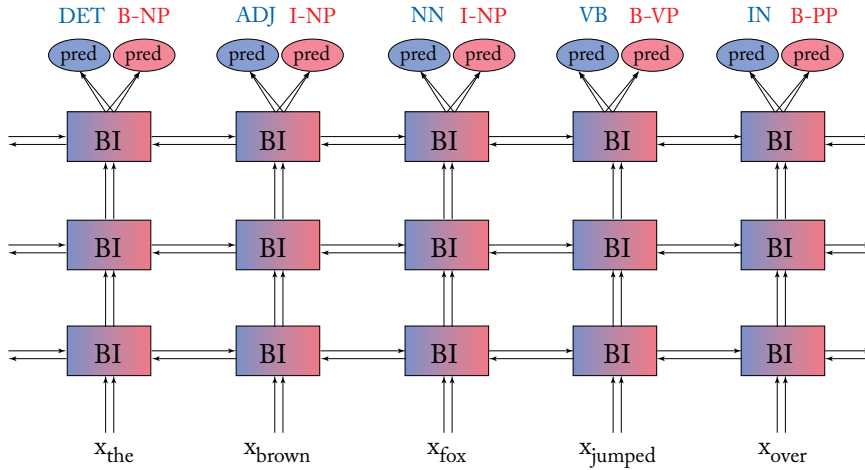 DET B-NP ADJ I-NP NN I-NP VB B-VP IN B-PP
pred pred pred pred pred pred pred pred pred pred
BI BI BI BI BI
BI BI BI BI BI
BI BI BI BI BI
x_the x_brown x_fox x_jumped x_over